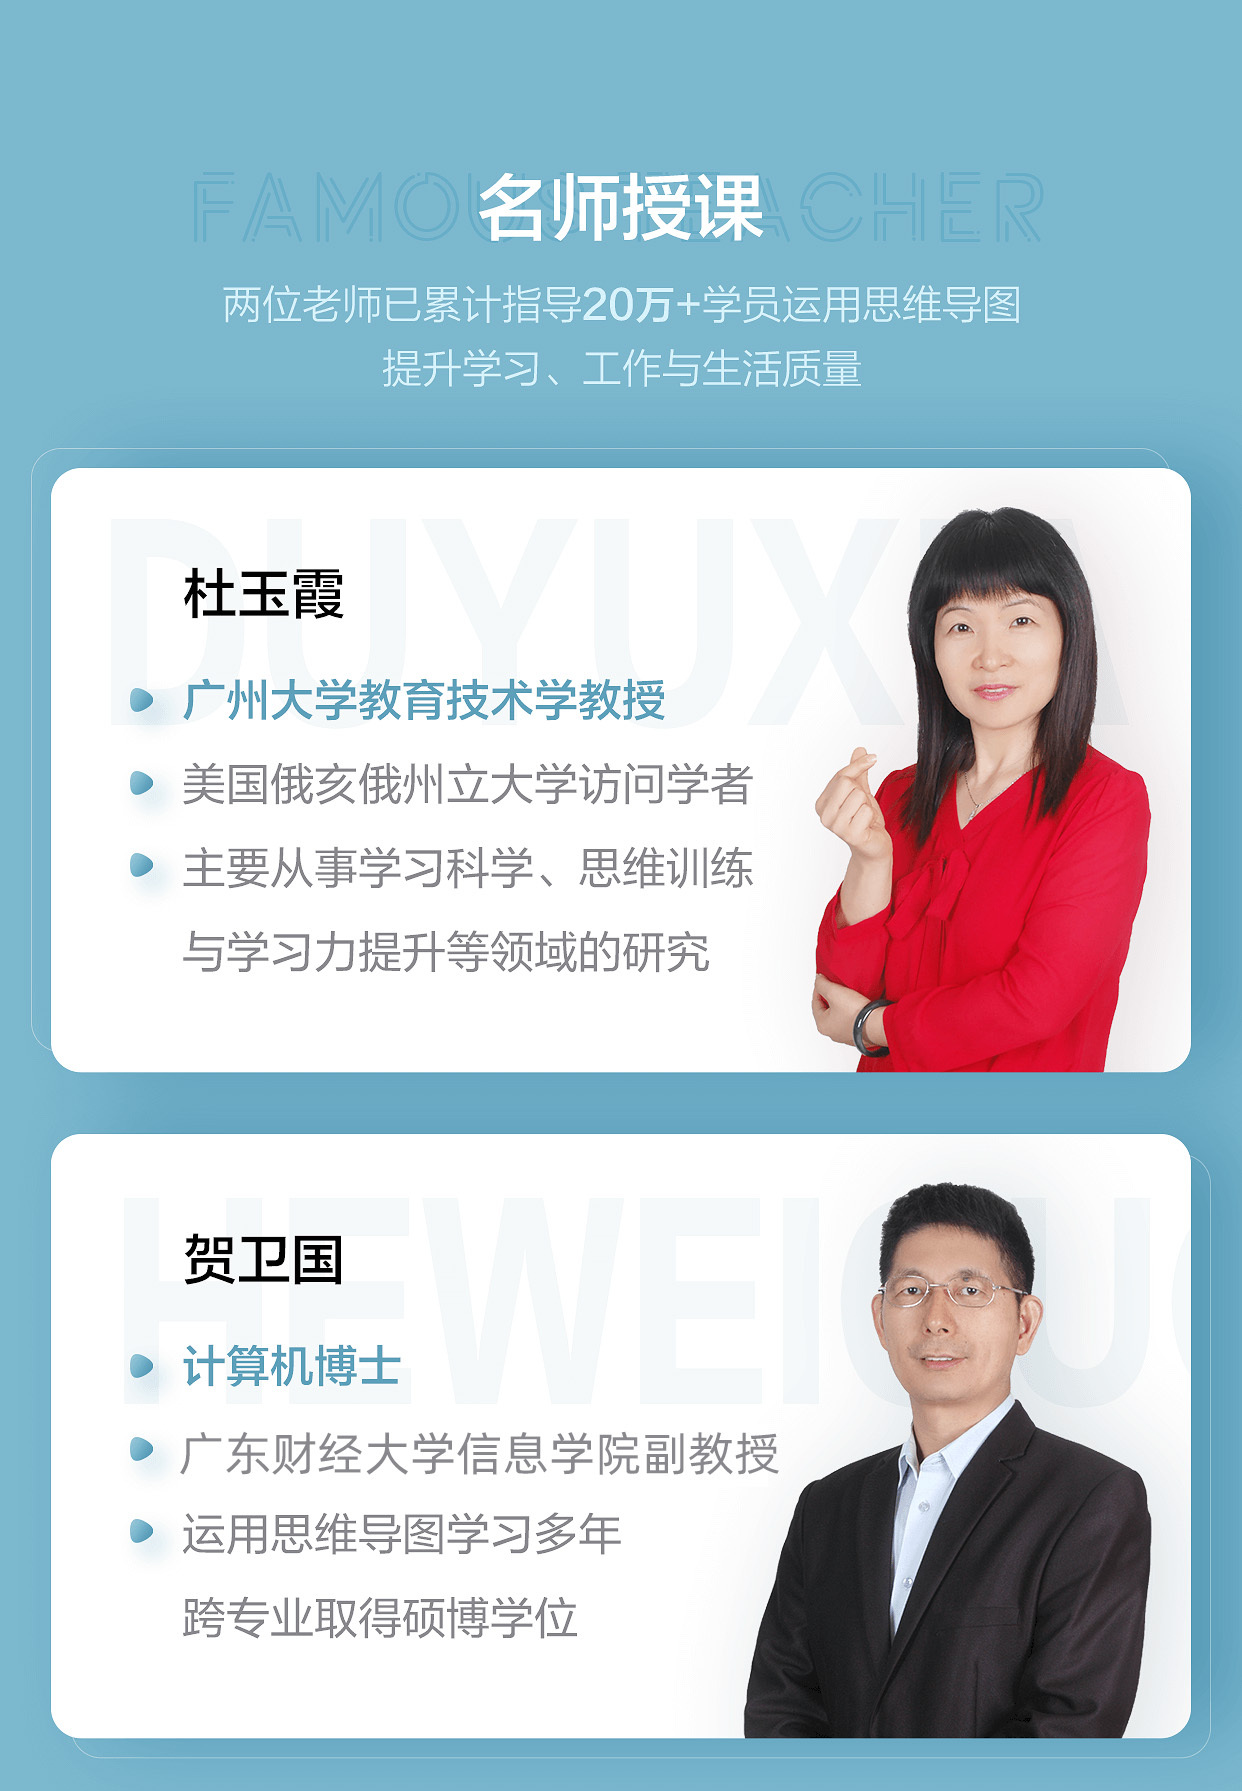 FAMOUS TEACHER
名师授课
两位老师已累计指导20万+学员运用思维导图
提升学习、工作与生活质量
DUYUXIA
杜玉霞
广州大学教育技术学教授
美国俄亥俄州立大学访问学者
主要从事学习科学、思维训练
与学习力提升等领域的研究
HEWEIGUO
贺卫国
计算机博士
广东财经大学信息学院副教授
运用思维导图学习多年
跨专业取得硕博学位